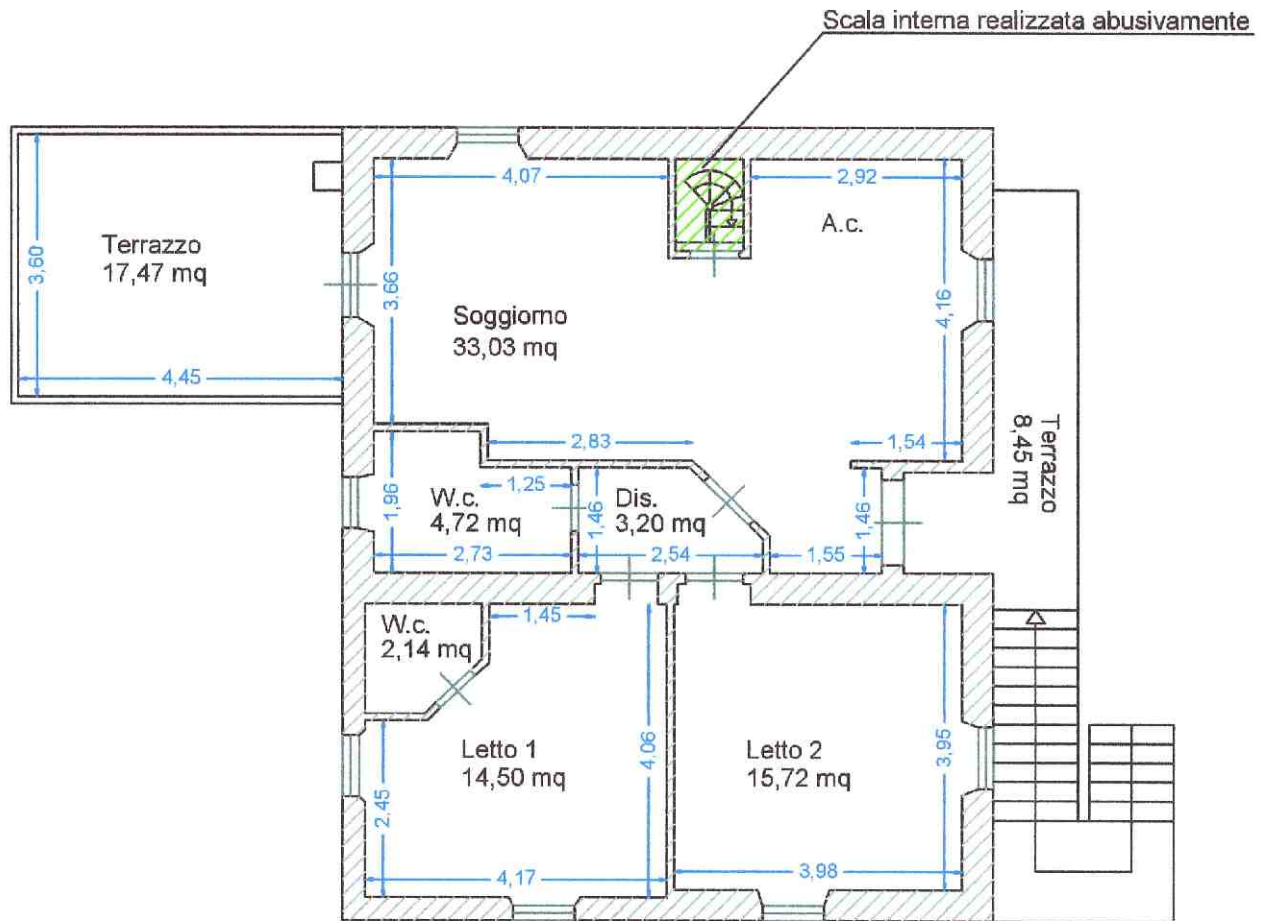 Scala interna realizzata abusivamente
4,07
2,92
A.c.
Terrazzo
17,47 mq
3,60
3,66
4,16
Soggiorno
33,03 mq
4,45
2,83
1,54
Terrazzo
8,45 mq
1,96
1,25
W.c.
4,72 mq
1,46
Dis.
3,20 mq
1,46
2,73
2,54
1,55
W.c.
2,14 mq
1,45
4,06
3,95
Letto 1
14,50 mq
Letto 2
15,72 mq
2,45
4,17
3,98